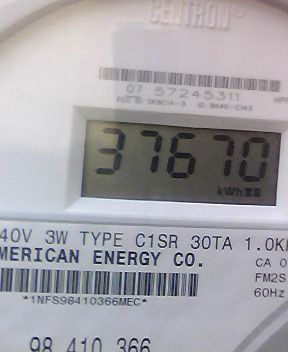 CENTRON®
07 57245311
37670
kWh
40V 3W TYPE C1SR 30TA 1.0K
MERICAN ENERGY CO.
CA 0
FM2S
60Hz
*1NFS98410366MEC*
98 410 366